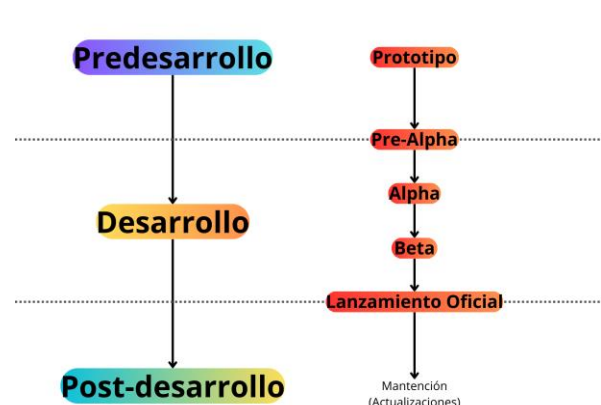 Predesarrollo
Prototipo
Pre-Alpha
Alpha
Desarrollo
Beta
Lanzamiento Oficial
Post-desarrollo
Mantención
(Actualizaciones)